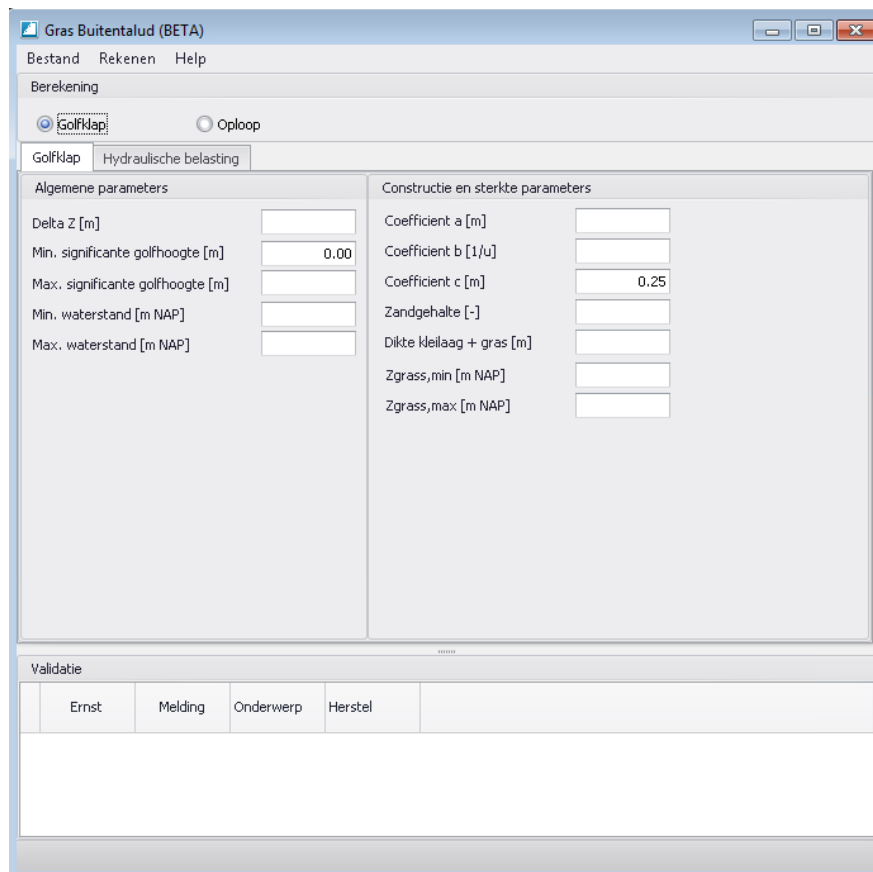 Gras Buitentalud (BETA)
Bestand Rekenen Help
Berekening
Golfklap Oploop
Golfklap Hydraulische belasting
Algemene parameters
Delta Z [m]
Min. significante golfhoogte [m] 0.00
Max. significante golfhoogte [m]
Min. waterstand [m NAP]
Max. waterstand [m NAP]
Constructie en sterkte parameters
Coefficient a [m]
Coefficient b [1/u]
Coefficient c [m] 0.25
Zandgehalte [-]
Dikte kleilaag + gras [m]
Zgrass,min [m NAP]
Zgrass,max [m NAP]
Validatie
Ernst Melding Onderwerp Herstel